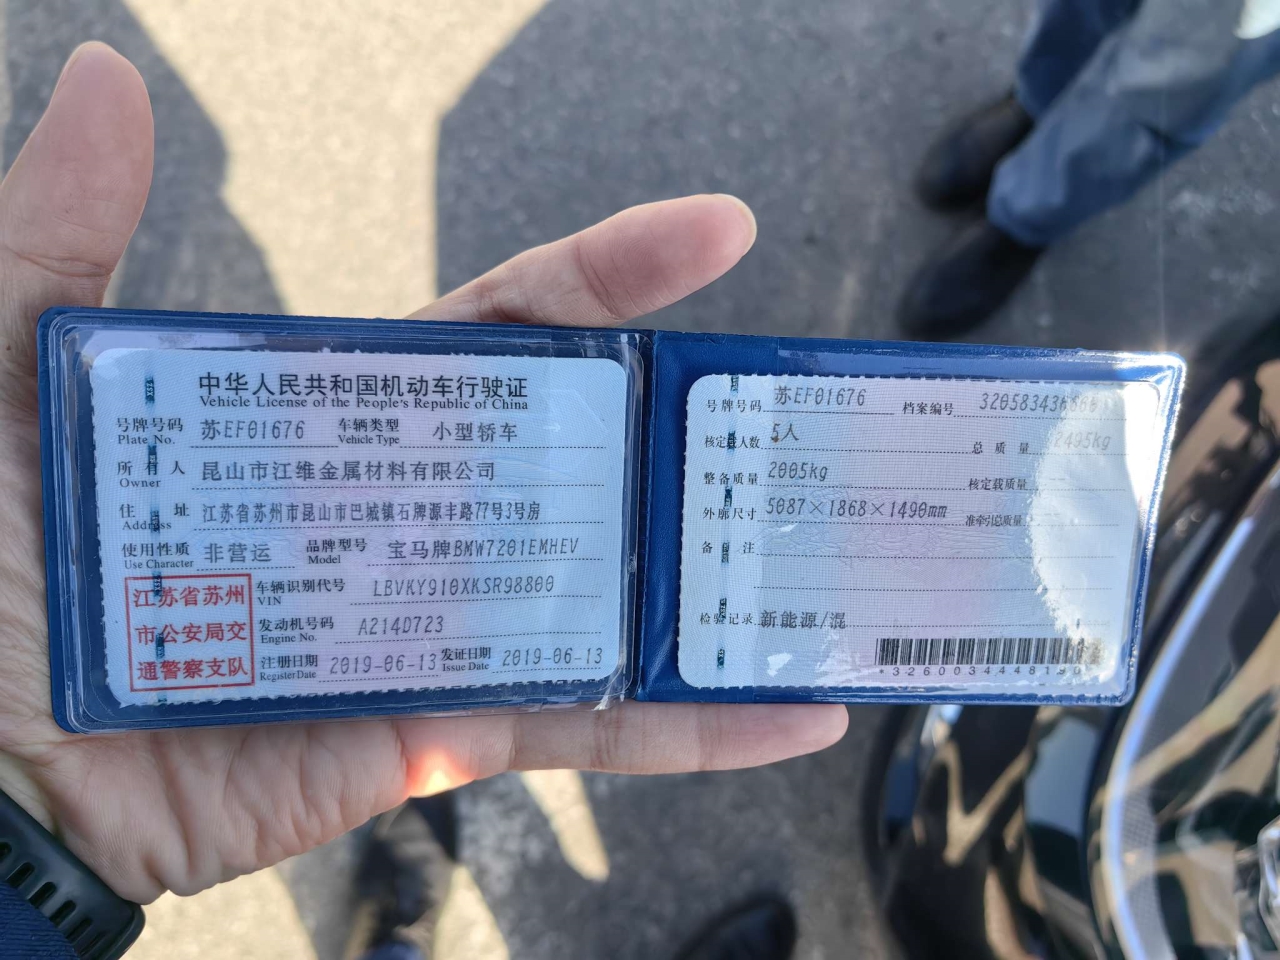 中华人民共和国机动车行驶证
Vehicle License of the People's Republic of China
号牌号码 苏EF01676 车辆类型 小型轿车
Plate No. Vehicle Type
所有人 昆山市江维金属材料有限公司
Owner
住址 江苏省苏州市昆山市巴城镇石牌源丰路77号3号房
Address
使用性质 非营运 品牌型号 宝马牌BMW7201EMHEV
Use Character Model
江苏省苏州
市公安局交
通警察支队
车辆识别代号 LBVKY910XKSR98800
VIN
发动机号码 A214D723
Engine No.
注册日期 2019-06-13 发证日期 2019-06-13
Register Date Issue Date
号牌号码 苏EF01676 档案编号
核定载人数 5人 总质量 2495kg
整备质量 2005kg 核定载质量
外廓尺寸 5087×1868×1490mm 准牵引总质量
备注
检验记录 新能源/混